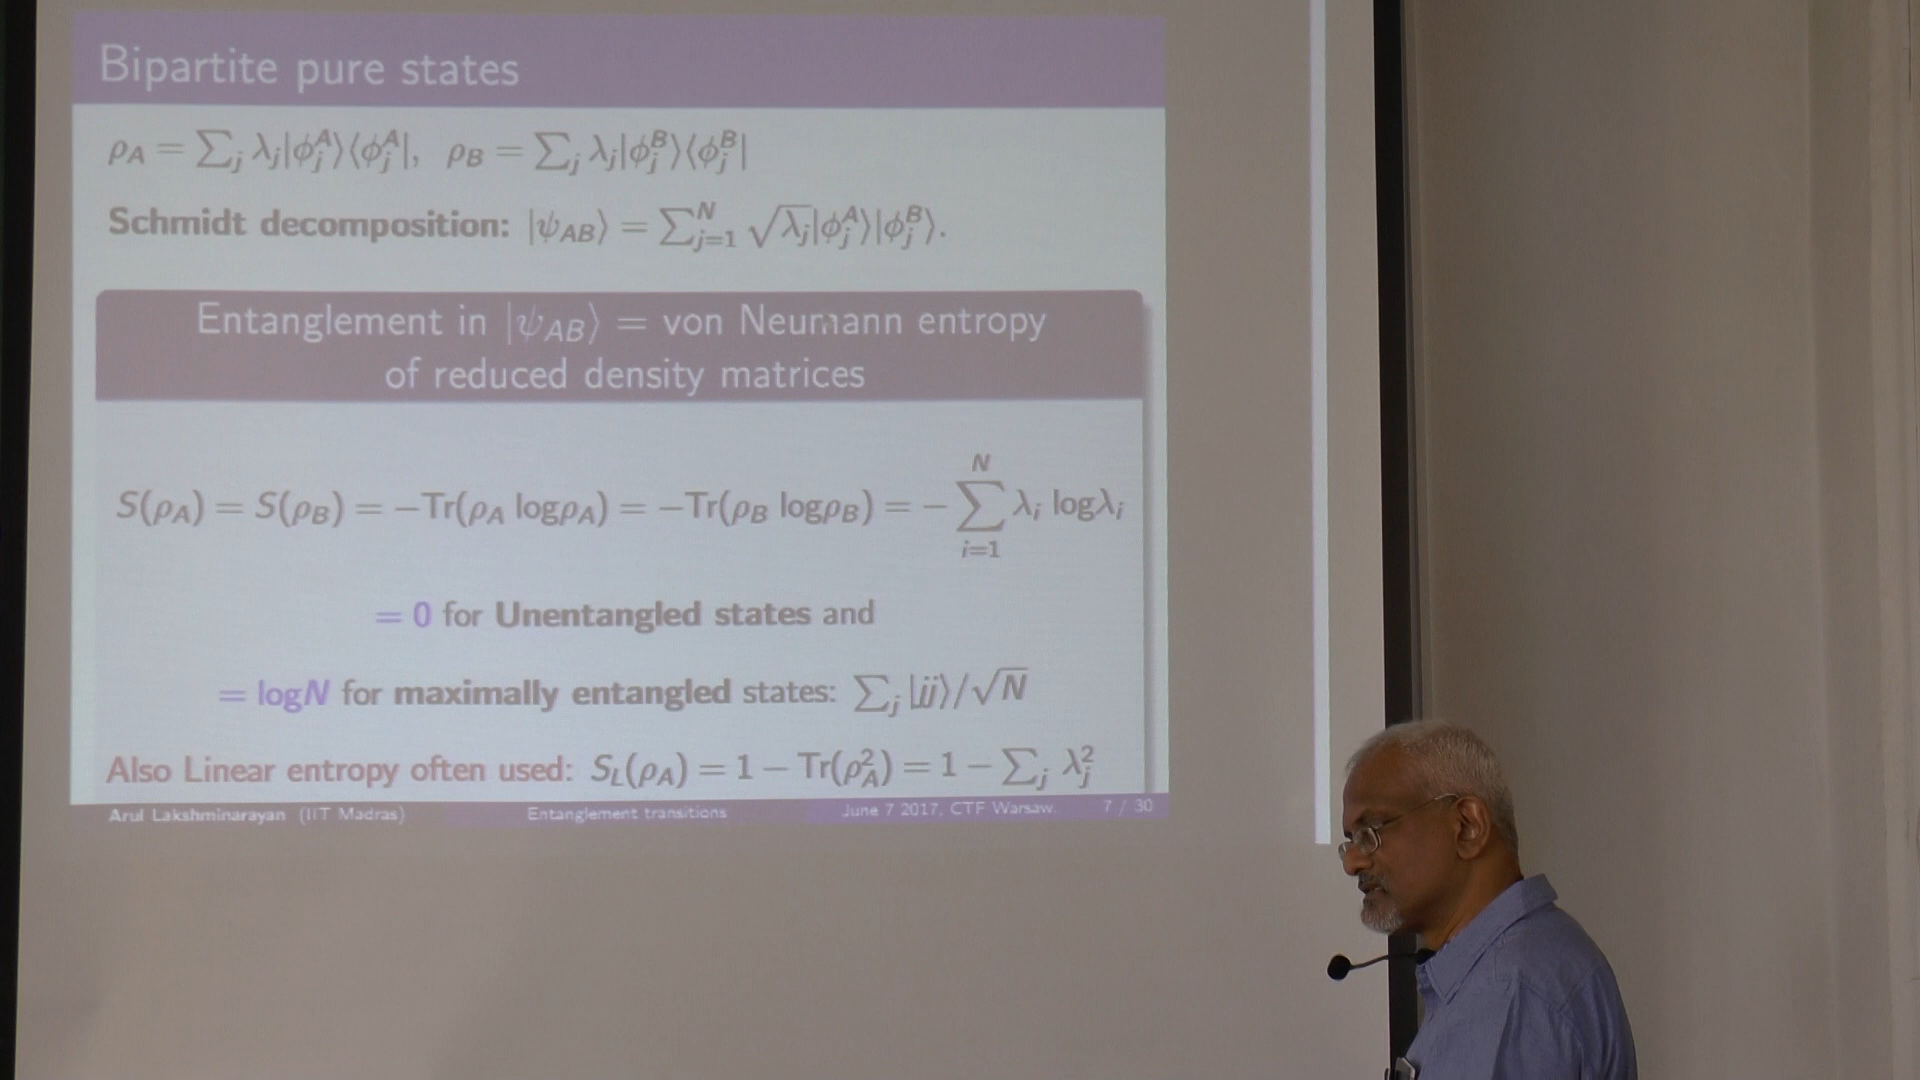 Bipartite pure states
ρ_A = ∑_j λ_j|ϕ_j^A⟩⟨ϕ_j^A|, ρ_B = ∑_j λ_j|ϕ_j^B⟩⟨ϕ_j^B|
Schmidt decomposition: |ψ_AB⟩ = ∑_{j=1}^N √λ_j|ϕ_j^A⟩|ϕ_j^B⟩.
Entanglement in |ψ_AB⟩ = von Neumann entropy
of reduced density matrices
S(ρ_A) = S(ρ_B) = −Tr(ρ_A logρ_A) = −Tr(ρ_B logρ_B) = −∑_{i=1}^N λ_i logλ_i
= 0 for Unentangled states and
= logN for maximally entangled states: ∑_j |jj⟩/√N
Also Linear entropy often used: S_L(ρ_A) = 1 − Tr(ρ_A^2) = 1 − ∑_j λ_j^2
Arul Lakshminarayan (IIT Madras) Entanglement transitions June 7 2017, CTF Warsaw. 7 / 30